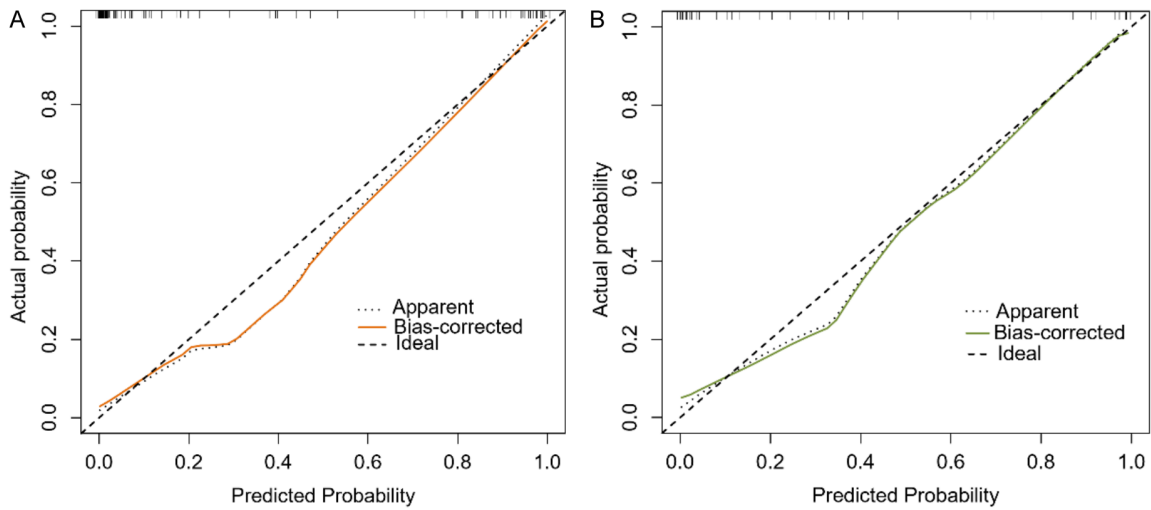 A
Actual probability
1.0
0.8
0.6
0.4
0.2
0.0
Apparent
Bias-corrected
Ideal
0.0 0.2 0.4 0.6 0.8 1.0
Predicted Probability
B
Actual probability
1.0
0.8
0.6
0.4
0.2
0.0
Apparent
Bias-corrected
Ideal
0.0 0.2 0.4 0.6 0.8 1.0
Predicted Probability